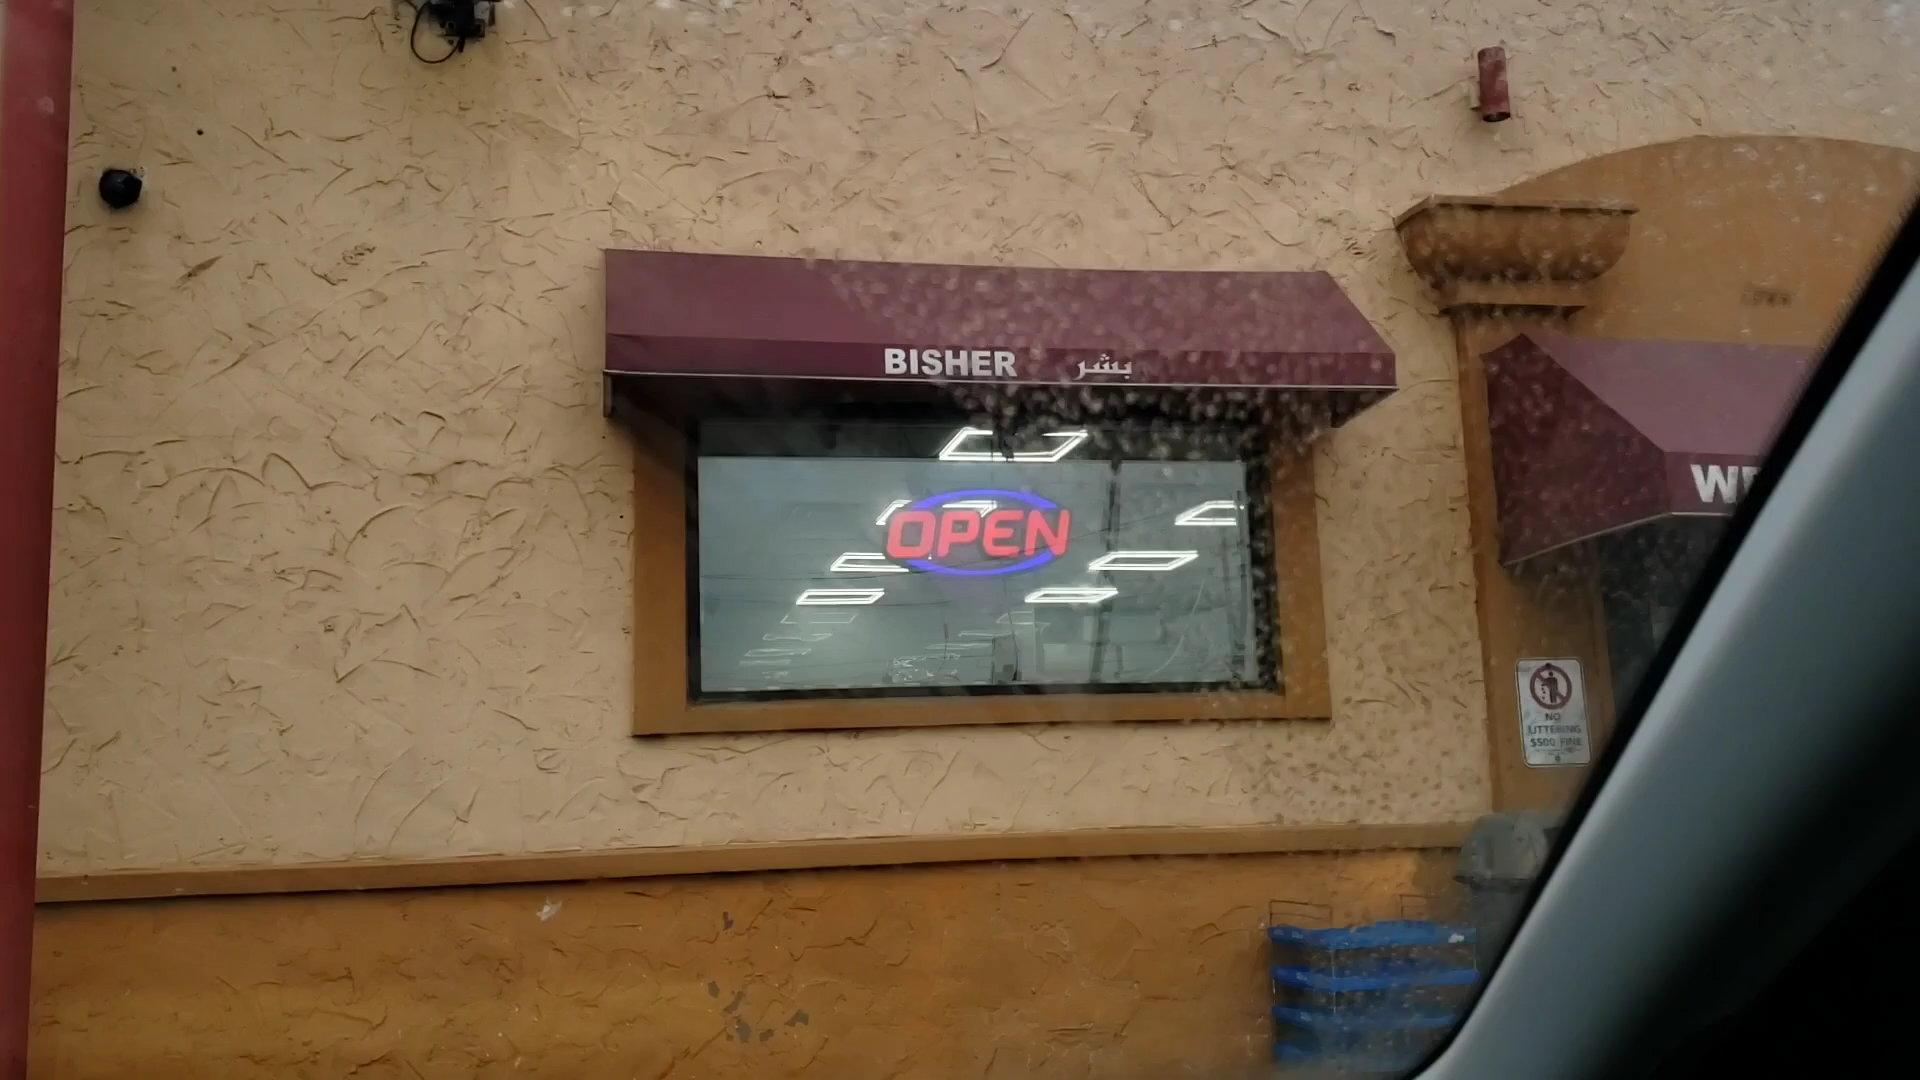 BISHER بشر
OPEN
NO
LITTERING
$500 FINE